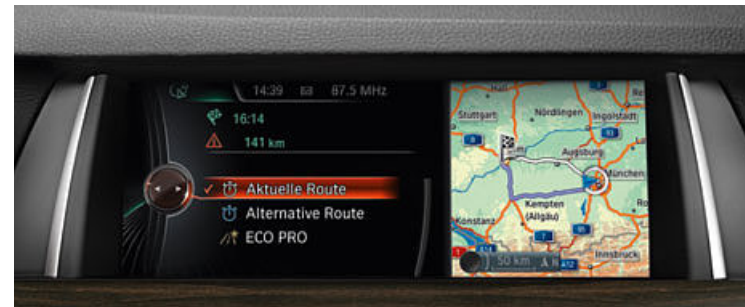 14:39 87.5 MHz
16:14
141 km
Aktuelle Route
Alternative Route
ECO PRO
Stuttgart
Nördlingen
Ingolstadt
Augsburg
München
Kempten
(Allgäu)
Konstanz
Innsbruck
50 km
N
A12